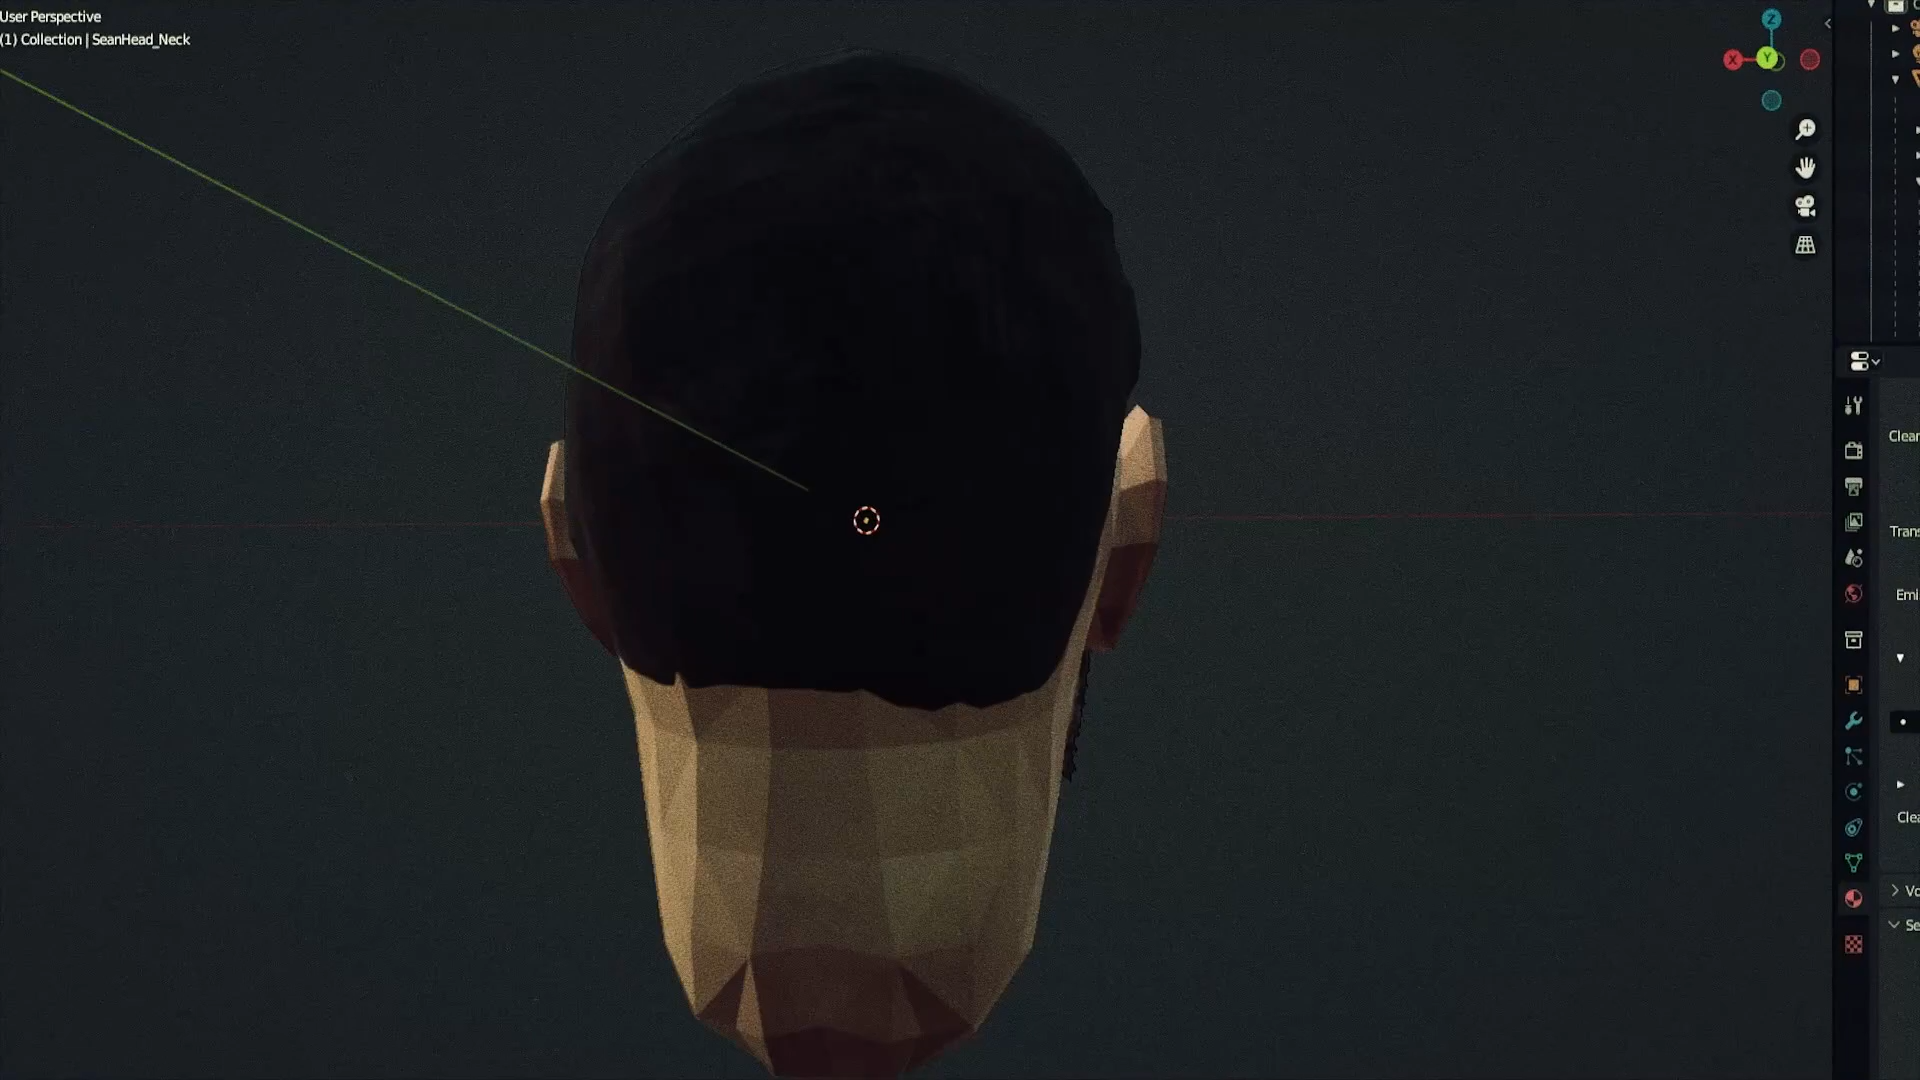 User Perspective
(1) Collection | SeanHead_Neck
Z
X
Y
Clear
Trans
Emi
Clea
Vo
Se